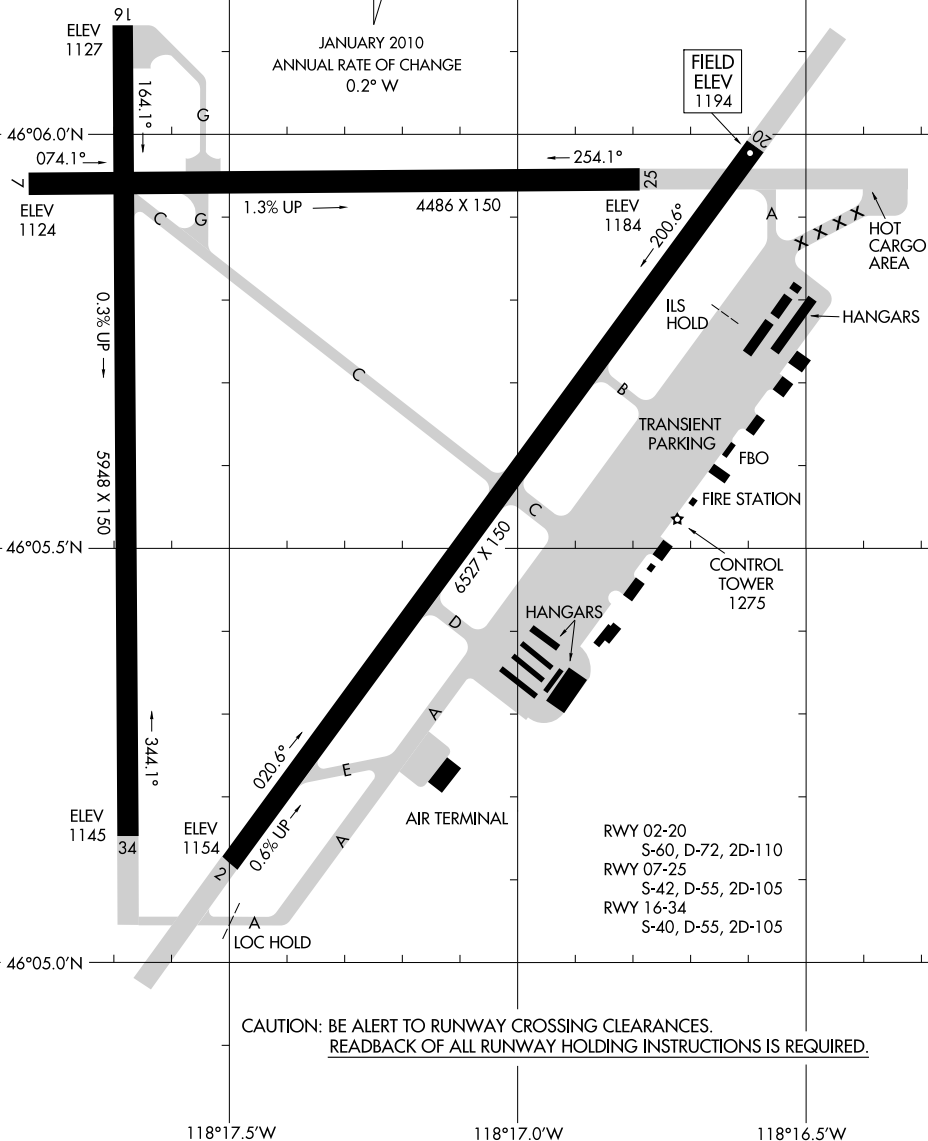 16
ELEV
1127
JANUARY 2010
ANNUAL RATE OF CHANGE
0.2° W
FIELD
ELEV
1194
164.1°
G
20
46°06.0'N
074.1°
254.1°
7
25
ELEV
1124
C
G
1.3% UP
4486 X 150
ELEV
1184
200.6°
A
X X X X
HOT
CARGO
AREA
0.3% UP
ILS
HOLD
HANGARS
C
B
TRANSIENT
PARKING
FBO
5948 X 150
FIRE STATION
C
6527 X 150
46°05.5'N
CONTROL
TOWER
1275
HANGARS
D
A
344.1°
020.6°
E
AIR TERMINAL
ELEV
1145
34
ELEV
1154
0.6% UP
A
2
A
LOC HOLD
RWY 02-20
S-60, D-72, 2D-110
RWY 07-25
S-42, D-55, 2D-105
RWY 16-34
S-40, D-55, 2D-105
46°05.0'N
CAUTION: BE ALERT TO RUNWAY CROSSING CLEARANCES.
READBACK OF ALL RUNWAY HOLDING INSTRUCTIONS IS REQUIRED.
118°17.5'W
118°17.0'W
118°16.5'W